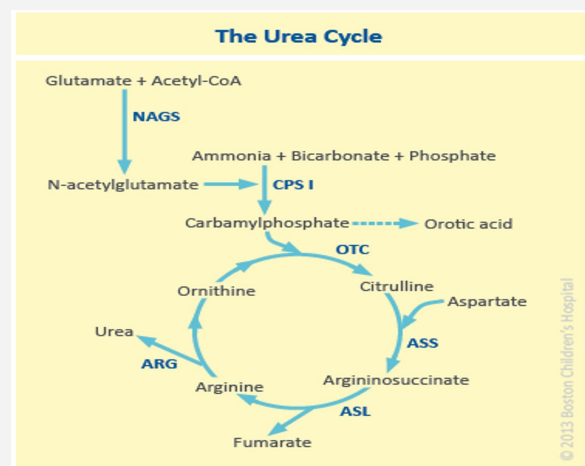 The Urea Cycle
Glutamate + Acetyl-CoA
NAGS
Ammonia + Bicarbonate + Phosphate
N-acetylglutamate
CPS I
Carbamylphosphate
Orotic acid
OTC
Ornithine
Citrulline
Aspartate
Urea
ASS
ARG
Arginine
Argininosuccinate
ASL
Fumarate
© 2013 Boston Children's Hospital